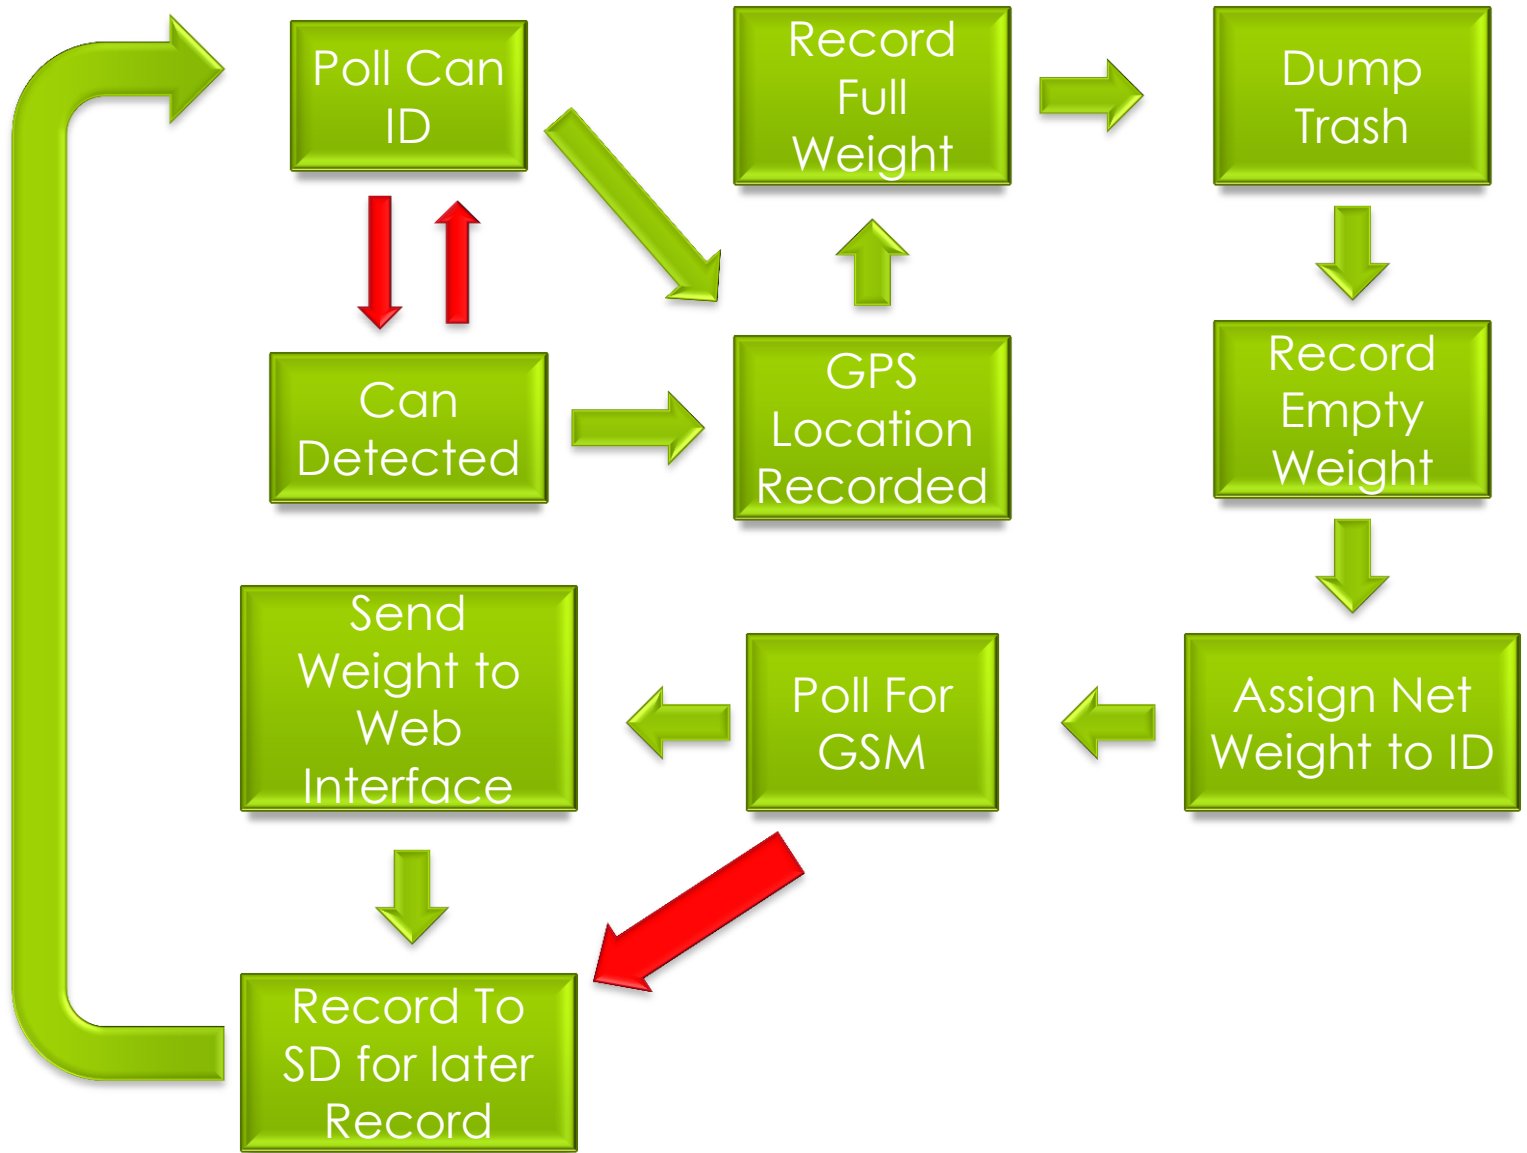 Poll Can
ID
Record
Full
Weight
Dump
Trash
Can
Detected
GPS
Location
Recorded
Record
Empty
Weight
Send
Weight to
Web
Interface
Poll For
GSM
Assign Net
Weight to ID
Record To
SD for later
Record